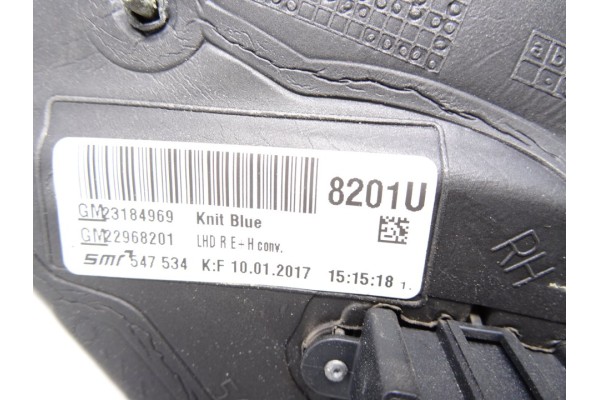 8201U
GM23184969 Knit Blue
GM22968201 LHD R E+H conv.
smr 547 534 K:F 10.01.2017 15:15:18 1.
RH
a b